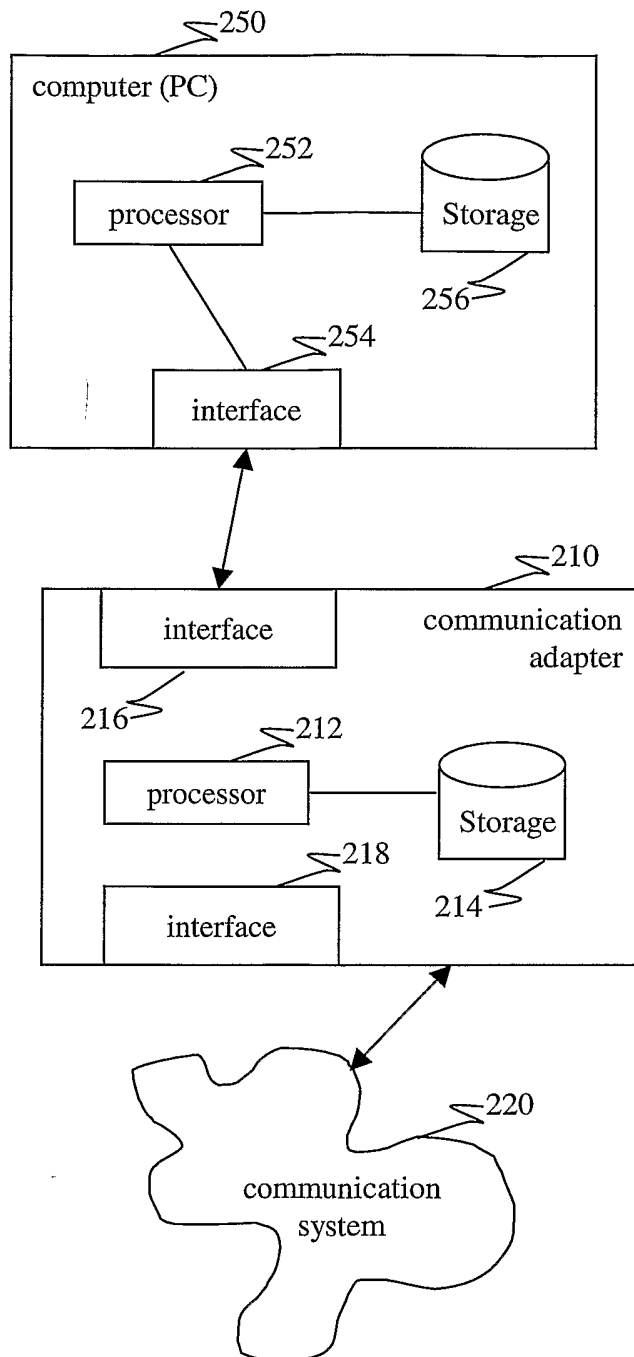 250
computer (PC)
252
processor
Storage
256
254
interface
210
interface
communication
adapter
216
212
processor
Storage
218
214
interface
220
communication
system